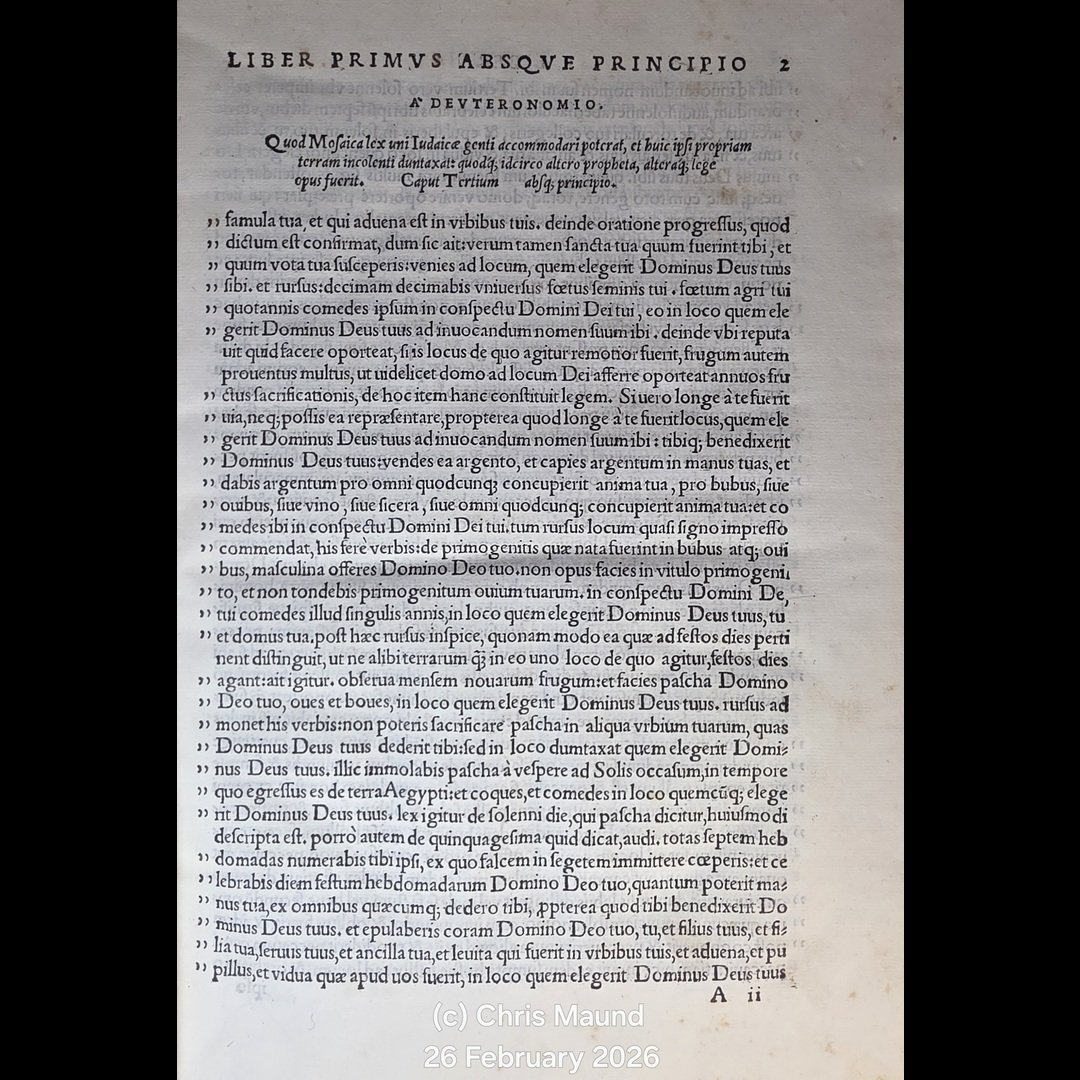 LIBER PRIMVS ABSQVE PRINCIPIO 2
A' DEVTERONOMIO.
Quod Moſaica lex uni Iudaicæ genti accommodari poterat, et huic ipſi propriam
terram incolenti duntaxat: quodq; idcirco altero propheta, alteraq; lege
opus fuerit. Caput Tertium abſq; principio.
,, famula tua, et qui aduena eſt in vrbibus tuis. deinde oratione progreſſus, quod
,, dictum eſt confirmat, dum ſic ait:verum tamen ſancta tua quum fuerint tibi, et
,, quum vota tua ſuſceperis:venies ad locum, quem elegerit Dominus Deus tuus
,, ſibi. et rurſus:decimam decimabis vniuerſus fœtus ſeminis tui. fœtum agri tui
,, quotannis comedes ipſum in conſpectu Domini Dei tui, eo in loco quem ele
,, gerit Dominus Deus tuus ad inuocandum nomen ſuum ibi. deinde vbi reputa
uit quid facere oporteat, ſi is locus de quo agitur remotior fuerit, frugum autem
prouentus multus, ut uidelicet domo ad locum Dei afferre oporteat annuos fru
,, ctus ſacrificationis, de hoc item hanc conſtituit legem. Si uero longe à te fuerit
,, uia, neq; poſſis ea repræſentare, propterea quod longe à te fuerit locus, quem ele
,, gerit Dominus Deus tuus ad inuocandum nomen ſuum ibi: tibiq; benedixerit
,, Dominus Deus tuus:vendes ea argento, et capies argentum in manus tuas, et
,, dabis argentum pro omni quodcunq; concupierit anima tua, pro bubus, ſiue
,, ouibus, ſiue vino, ſiue ſicera, ſiue omni quodcunq; concupierit anima tua:et co
,, medes ibi in conſpectu Domini Dei tui. tum rurſus locum quaſi ſigno impreſſo
,, commendat, his ferè verbis:de primogenitis quæ nata fuerint in bubus atq; oui
,, bus, maſculina offeres Domino Deo tuo. non opus facies in vitulo primogeni,
,, to, et non tondebis primogenitum ouium tuarum. in conſpectu Domini De,
,, tui comedes illud ſingulis annis, in loco quem elegerit Dominus Deus tuus, tu
,, et domus tua. poſt hæc rurſus inſpice, quonam modo ea quæ ad feſtos dies perti
nent diſtinguit, ut ne alibi terrarum q̃; in eo uno loco de quo agitur, feſtos dies
,, agant:ait igitur. obſerua menſem nouarum frugum:et facies paſcha Domino
,, Deo tuo, oues et boues, in loco quem elegerit Dominus Deus tuus. rurſus ad
,, monet his verbis:non poteris ſacrificare paſcha in aliqua vrbium tuarum, quas
,, Dominus Deus tuus dederit tibi:ſed in loco dumtaxat quem elegerit Domi⸗
,, nus Deus tuus. illic immolabis paſcha à veſpere ad Solis occaſum, in tempore
,, quo egreſſus es de terra Aegypti:et coques, et comedes in loco quemcũq; elege
,, rit Dominus Deus tuus. lex igitur de ſolenni die, qui paſcha dicitur, huiuſmodi
deſcripta eſt. porrò autem de quinquageſima quid dicat, audi. totas ſeptem heb
,, domadas numerabis tibi ipſi, ex quo falcem in ſegetem immittere cœperis:et ce
,, lebrabis diem feſtum hebdomadarum Domino Deo tuo, quantum poterit ma⸗
,, nus tua, ex omnibus quæcumq; dedero tibi, ꝓpterea quod tibi benedixerit Do
,, minus Deus tuus. et epulaberis coram Domino Deo tuo, tu, et filius tuus, et fi⸗
,, lia tua, ſeruus tuus, et ancilla tua, et leuita qui fuerit in vrbibus tuis, et aduena, et pu
,, pillus, et vidua quæ apud uos fuerit, in loco quem elegerit Dominus Deus tuus
A ii
(c) Chris Maund
26 February 2026